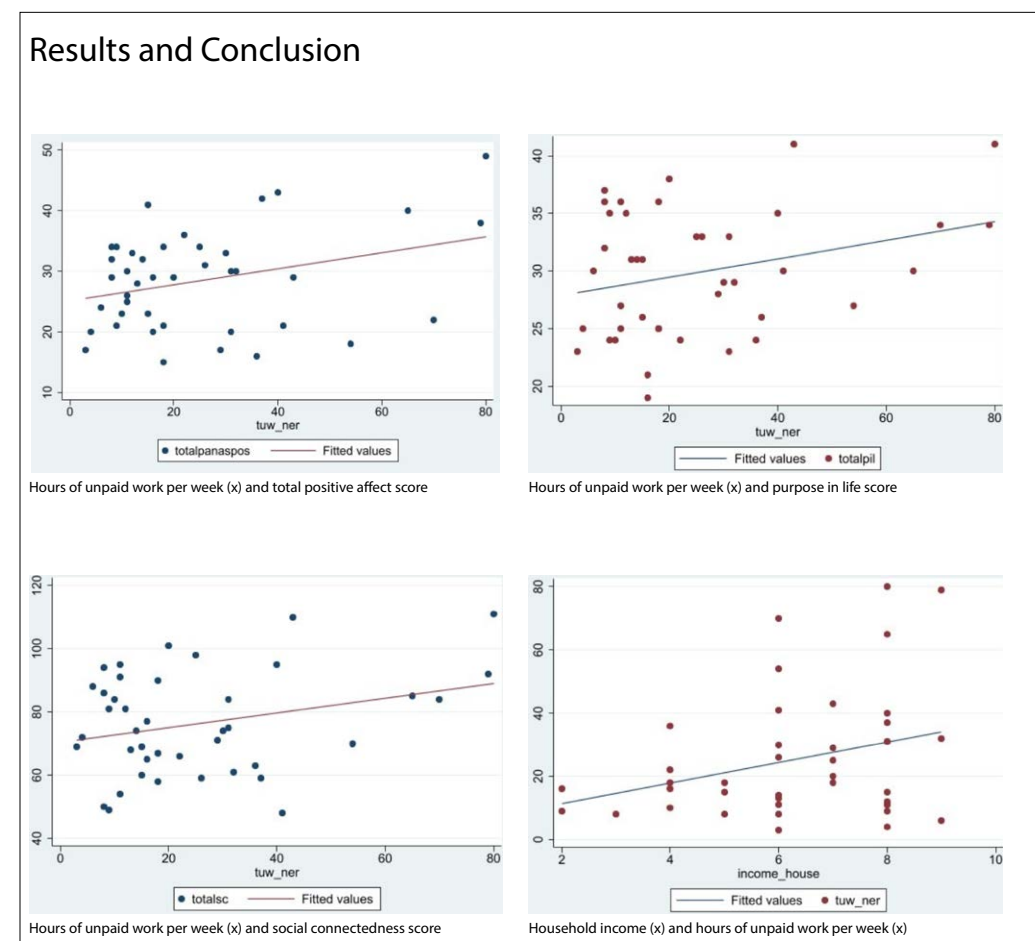 Results and Conclusion
50
40
30
20
10
0 20 40 60 80
tuw_ner
totalpanaspos Fitted values
Hours of unpaid work per week (x) and total positive affect score
40
35
30
25
20
0 20 40 60 80
tuw_ner
Fitted values totalpil
Hours of unpaid work per week (x) and purpose in life score
120
100
80
60
40
0 20 40 60 80
tuw_ner
totalsc Fitted values
Hours of unpaid work per week (x) and social connectedness score
80
60
40
20
0
2 4 6 8 10
income_house
Fitted values tuw_ner
Household income (x) and hours of unpaid work per week (x)